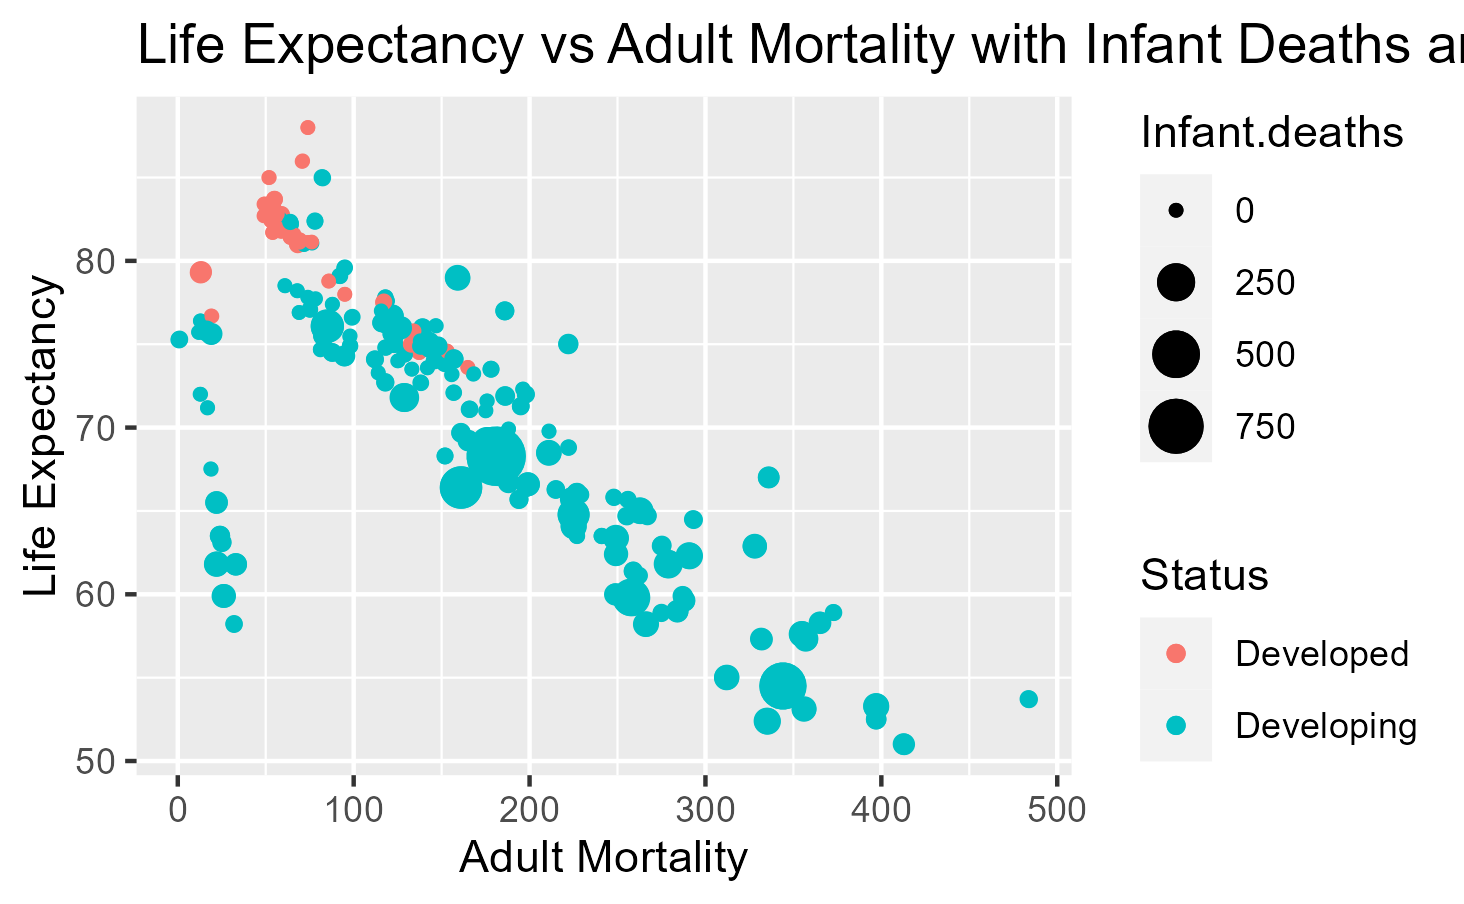 Life Expectancy vs Adult Mortality with Infant Deaths
Infant.deaths
0
250
500
750
Status
Developed
Developing
Life Expectancy
80
70
60
50
0 100 200 300 400 500
Adult Mortality